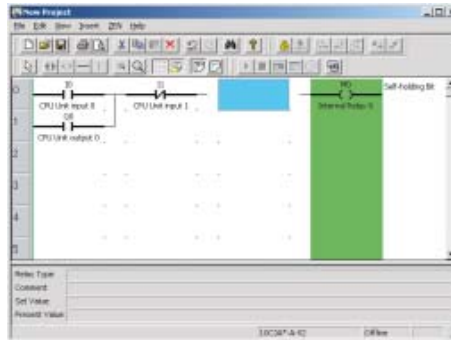 New Project
File Edit View Insert ZEN Help
0
I0
I1
M0
Self-holding Bit
CPU Unit input 0
CPU Unit input 1
Internal Relay 0
Q0
1
CPU Unit output 0
2
3
4
5
Relay Type
Comment
Set Value
Present Value
Offline